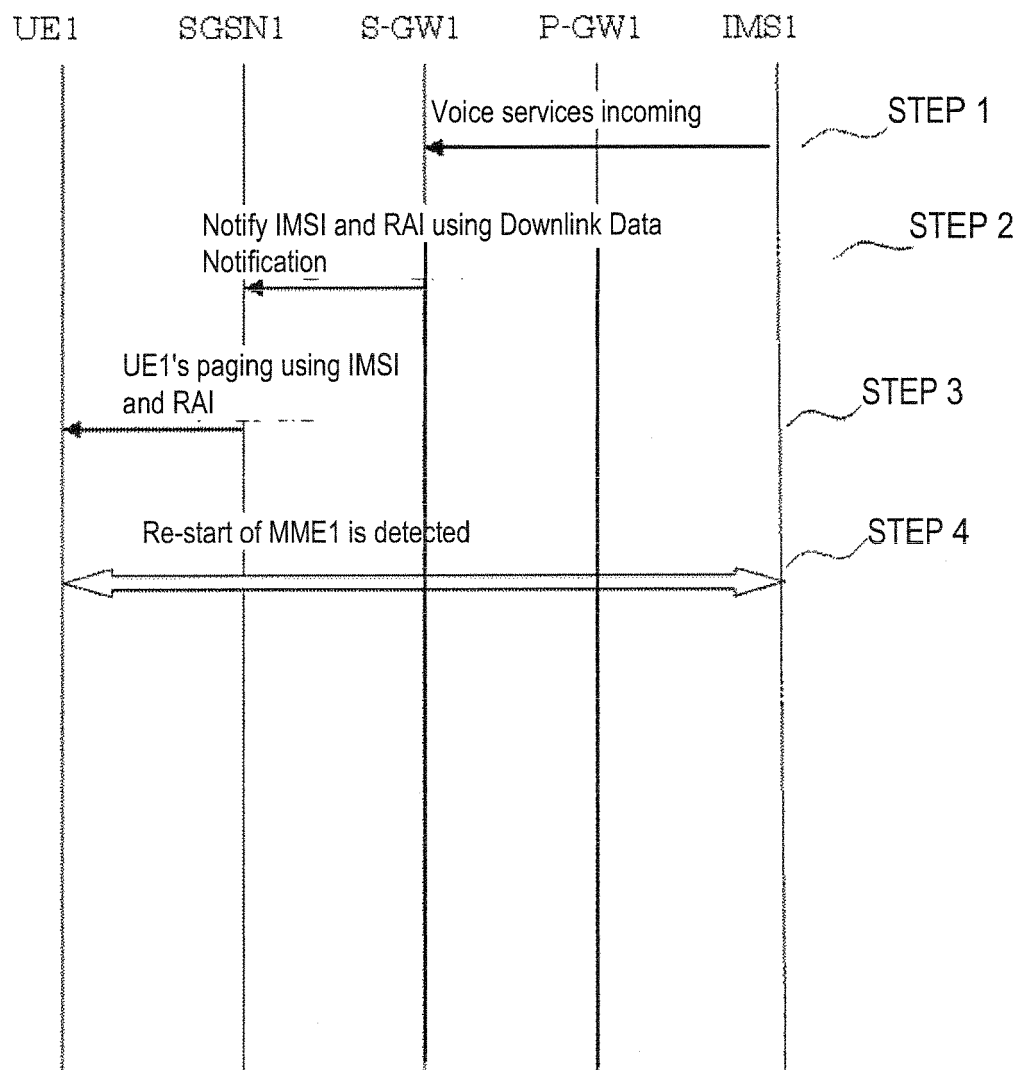 UE1 SGSN1 S-GW1 P-GW1 IMS1
Voice services incoming
STEP 1
Notify IMSI and RAI using Downlink Data
Notification
STEP 2
UE1's paging using IMSI
and RAI
STEP 3
Re-start of MME1 is detected
STEP 4